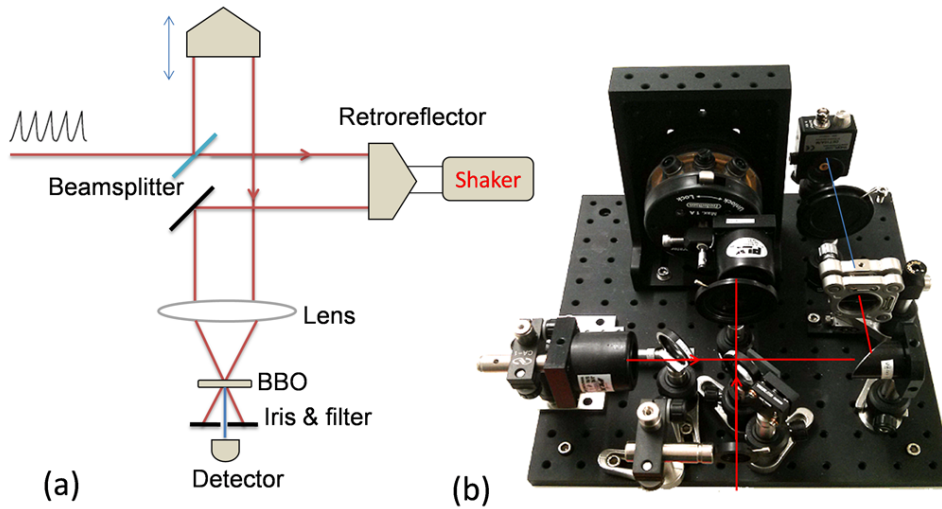 Retroreflector
Shaker
Beamsplitter
Lens
BBO
Iris & filter
Detector
(a)
(b)